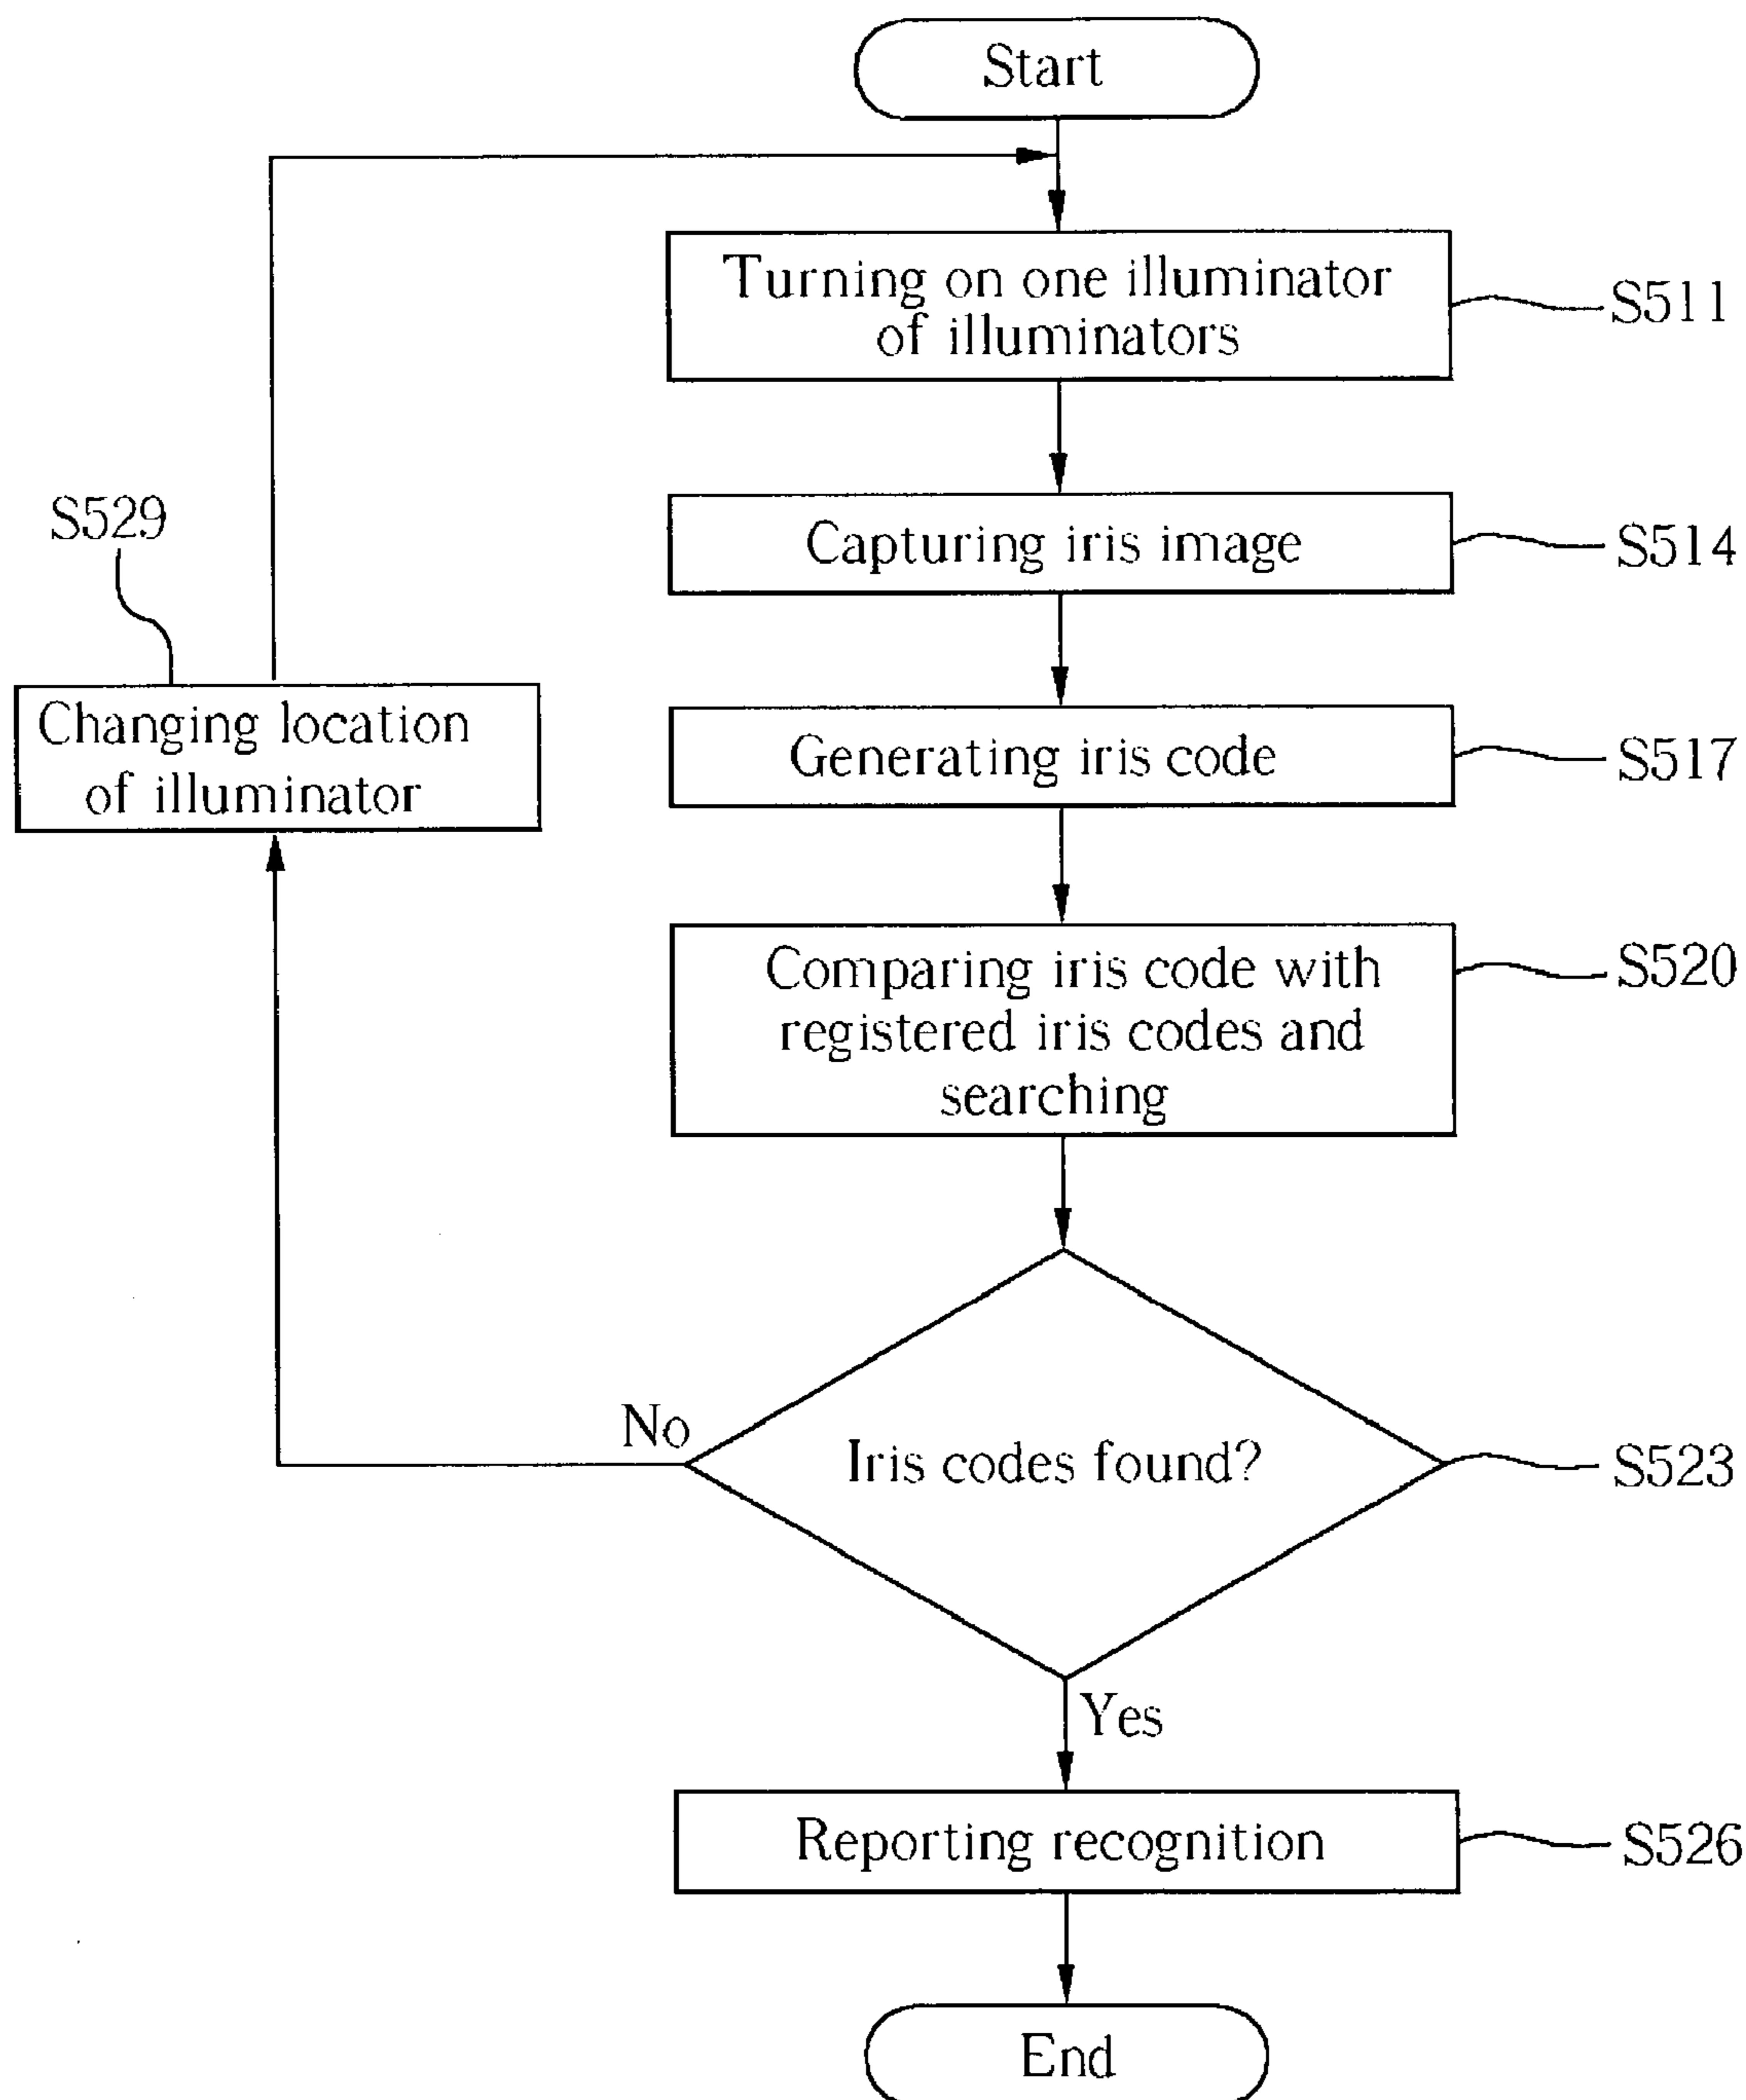 Start
Turning on one illuminator
of illuminators
S511
Capturing iris image
S514
S529
Changing location
of illuminator
Generating iris code
S517
Comparing iris code with
registered iris codes and
searching
S520
No
Iris codes found?
S523
Yes
Reporting recognition
S526
End